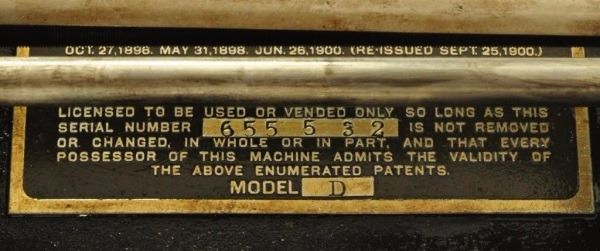 OCT. 27, 1896. MAY 31, 1898. JUN. 26, 1900. (RE-ISSUED SEPT. 25, 1900.)
LICENSED TO BE USED OR VENDED ONLY SO LONG AS THIS
SERIAL NUMBER 655532 IS NOT REMOVED
OR CHANGED, IN WHOLE OR IN PART, AND THAT EVERY
POSSESSOR OF THIS MACHINE ADMITS THE VALIDITY OF
THE ABOVE ENUMERATED PATENTS.
MODEL D